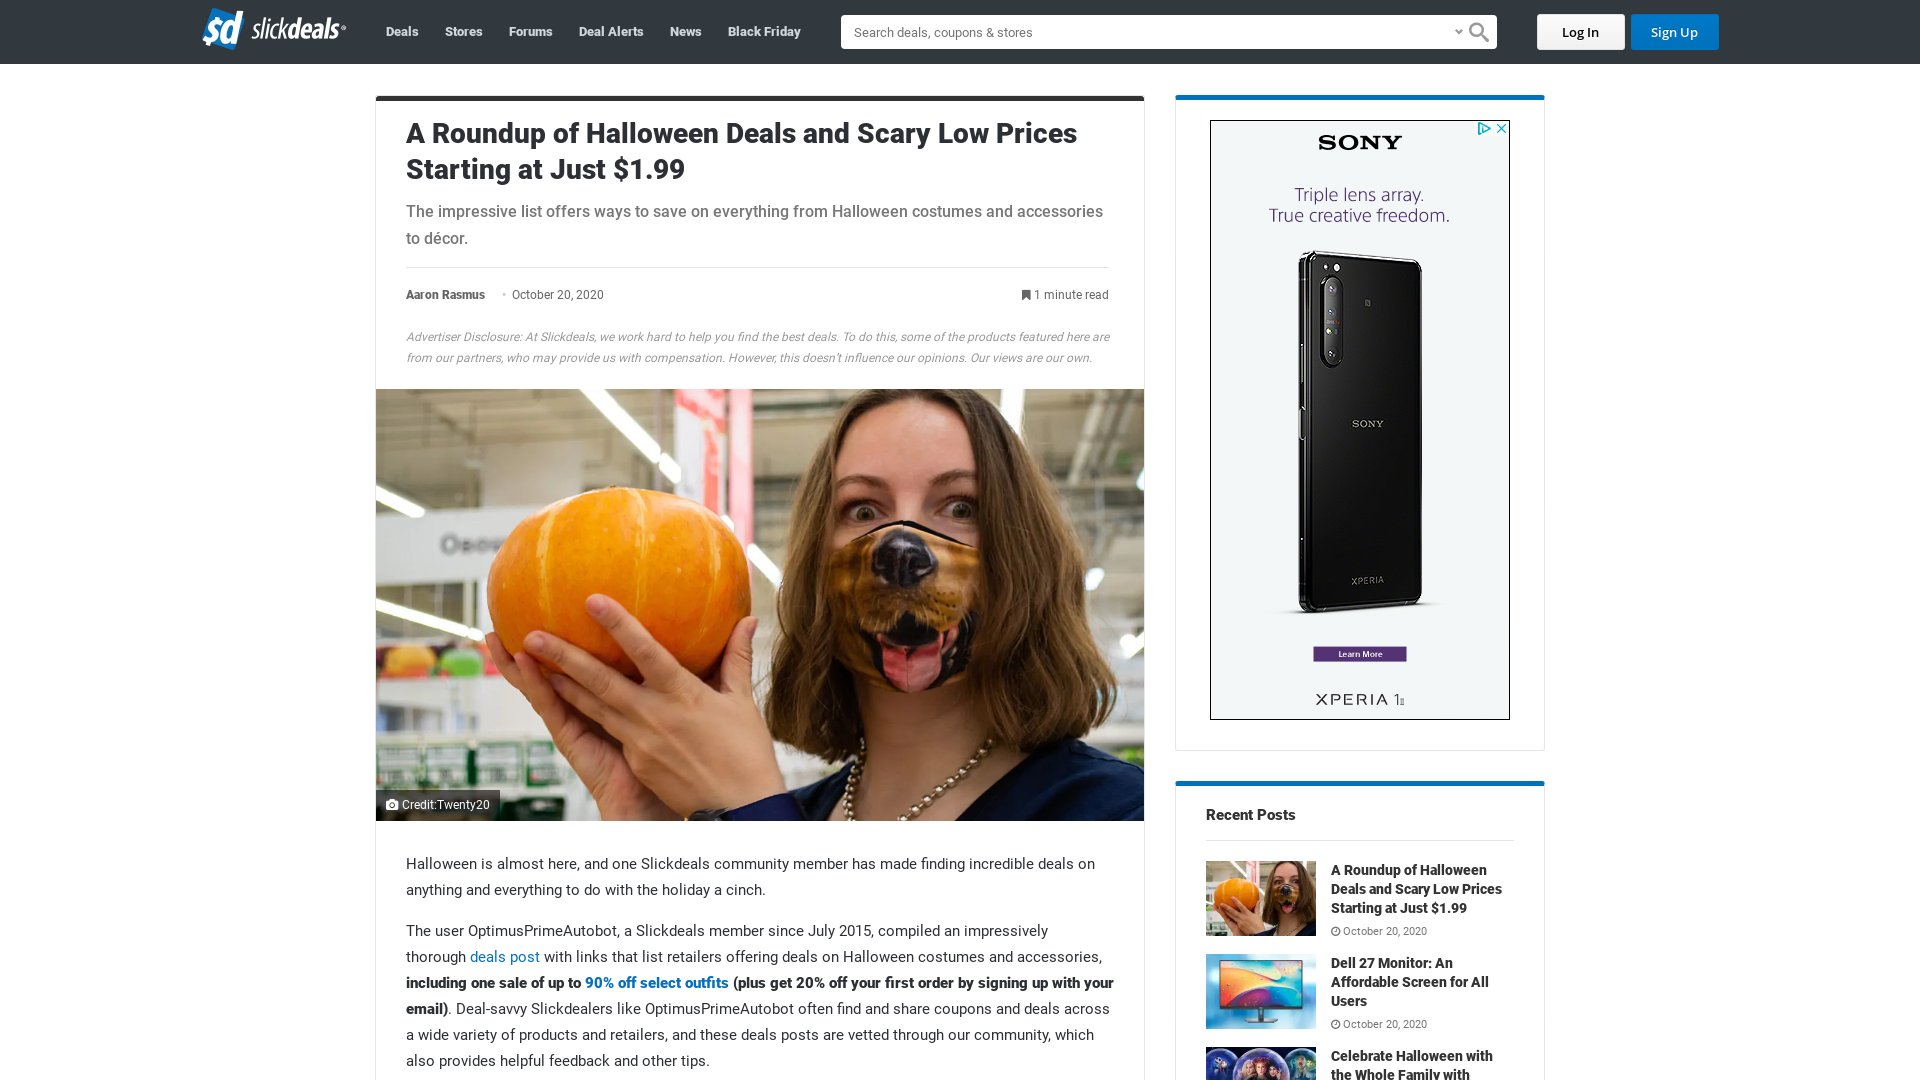 sd slickdeals
Deals Stores Forums Deal Alerts News Black Friday
Search deals, coupons & stores
Log In Sign Up
A Roundup of Halloween Deals and Scary Low Prices
Starting at Just $1.99
The impressive list offers ways to save on everything from Halloween costumes and accessories
to décor.
Aaron Rasmus • October 20, 2020 1 minute read
Advertiser Disclosure: At Slickdeals, we work hard to help you find the best deals. To do this, some of the products featured here are
from our partners, who may provide us with compensation. However, this doesn't influence our opinions. Our views are our own.
Credit:Twenty20
Halloween is almost here, and one Slickdeals community member has made finding incredible deals on
anything and everything to do with the holiday a cinch.
The user OptimusPrimeAutobot, a Slickdeals member since July 2015, compiled an impressively
thorough deals post with links that list retailers offering deals on Halloween costumes and accessories,
including one sale of up to 90% off select outfits (plus get 20% off your first order by signing up with your
email). Deal-savvy Slickdealers like OptimusPrimeAutobot often find and share coupons and deals across
a wide variety of products and retailers, and these deals posts are vetted through our community, which
also provides helpful feedback and other tips.
SONY
Triple lens array.
True creative freedom.
SONY
XPERIA
Learn More
XPERIA 1 II
Recent Posts
A Roundup of Halloween
Deals and Scary Low Prices
Starting at Just $1.99
October 20, 2020
Dell 27 Monitor: An
Affordable Screen for All
Users
October 20, 2020
Celebrate Halloween with
the Whole Family with